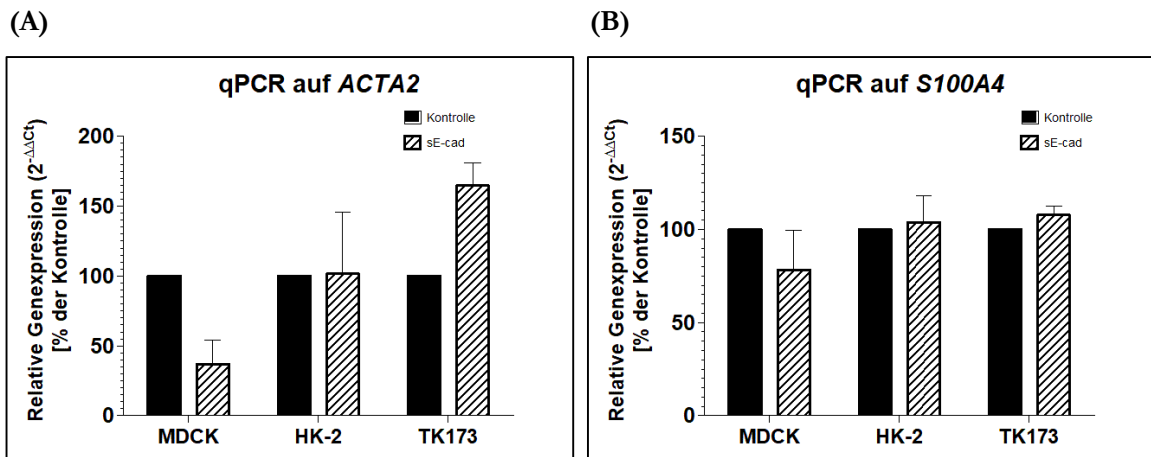 (A)
qPCR auf ACTA2
Kontrolle
sE-cad
Relative Genexpression (2-ΔΔCt)
[% der Kontrolle]
200
150
100
50
0
MDCK HK-2 TK173
(B)
qPCR auf S100A4
Kontrolle
sE-cad
Relative Genexpression (2-ΔΔCt)
[% der Kontrolle]
150
100
50
0
MDCK HK-2 TK173